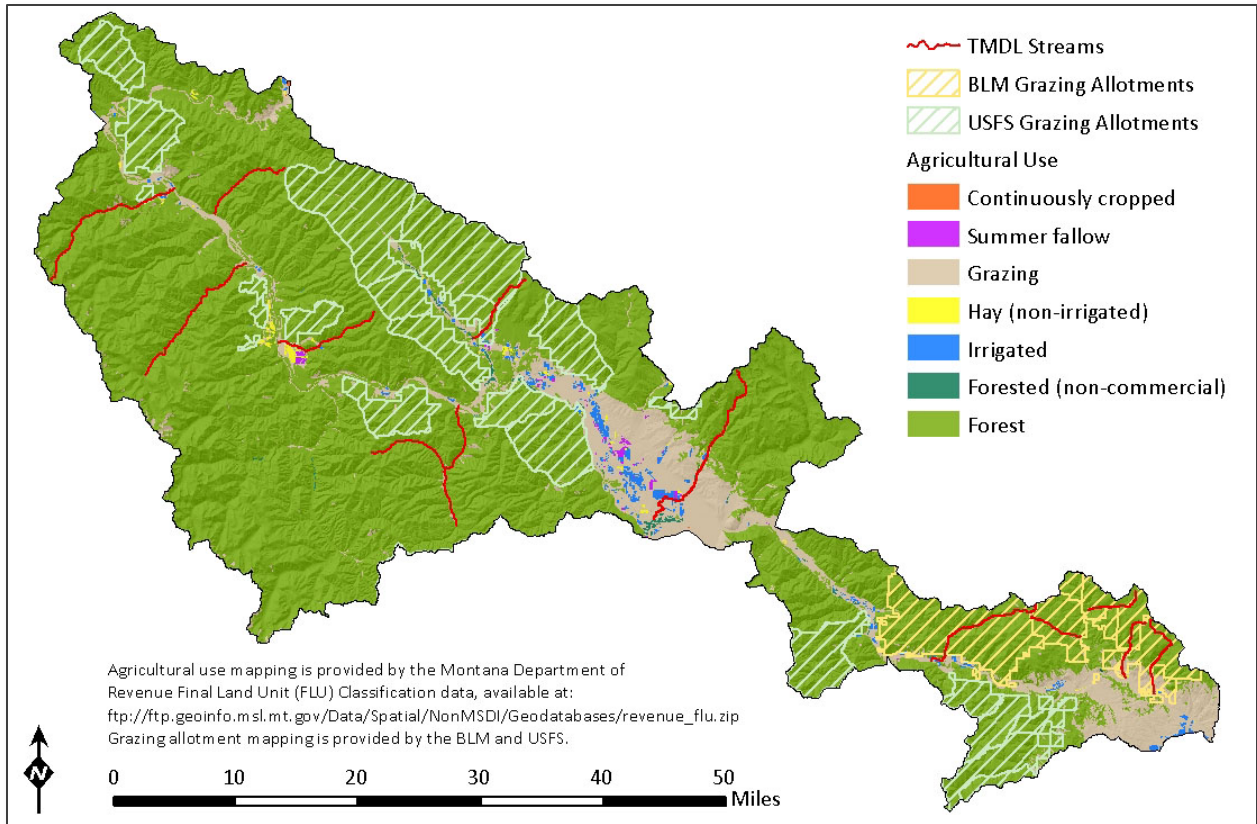 TMDL Streams
BLM Grazing Allotments
USFS Grazing Allotments
Agricultural Use
Continuously cropped
Summer fallow
Grazing
Hay (non-irrigated)
Irrigated
Forested (non-commercial)
Forest
Agricultural use mapping is provided by the Montana Department of
Revenue Final Land Unit (FLU) Classification data, available at:
ftp://ftp.geoinfo.msl.mt.gov/Data/Spatial/NonMSDI/Geodatabases/revenue_flu.zip
Grazing allotment mapping is provided by the BLM and USFS.
N
0 10 20 30 40 50
Miles